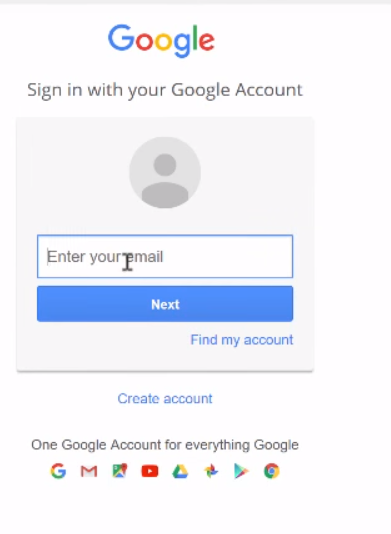 Google
Sign in with your Google Account
Enter your email
Next
Find my account
Create account
One Google Account for everything Google